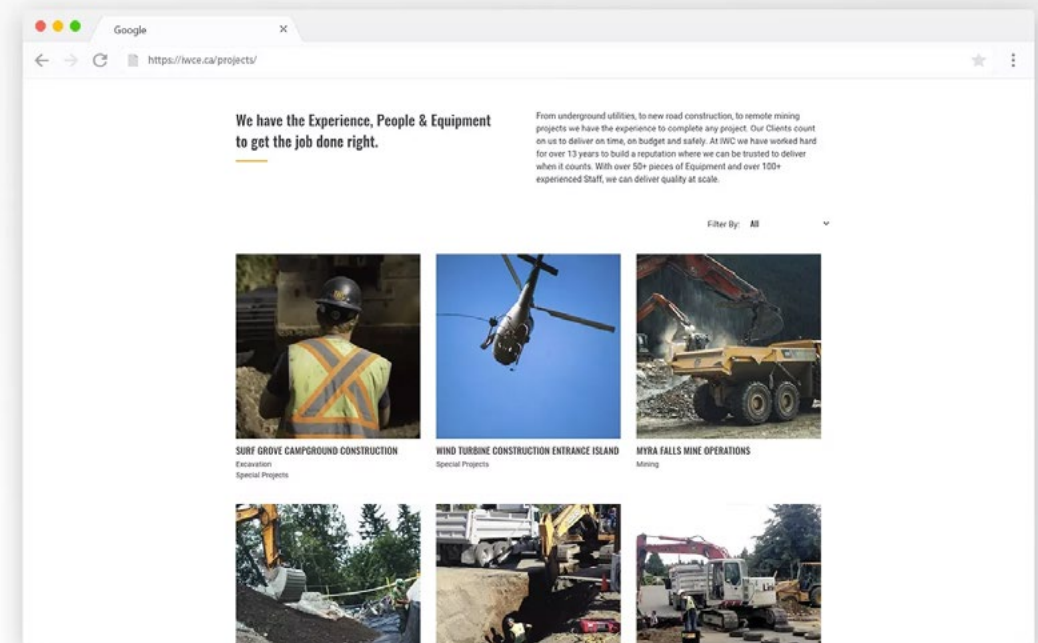 Google
https://iwce.ca/projects/
We have the Experience, People & Equipment
to get the job done right.
From underground utilities, to new road construction, to remote mining
projects we have the experience to complete any project. Our Clients count
on us to deliver on time, on budget and safely. At IWC we have worked hard
for over 13 years to build a reputation where we can be trusted to deliver
when it counts. With over 50+ pieces of Equipment and over 100+
experienced Staff, we can deliver quality at scale.
Filter By: All
SURF GROVE CAMPGROUND CONSTRUCTION
Excavation
Special Projects
WIND TURBINE CONSTRUCTION ENTRANCE ISLAND
Special Projects
MYRA FALLS MINE OPERATIONS
Mining